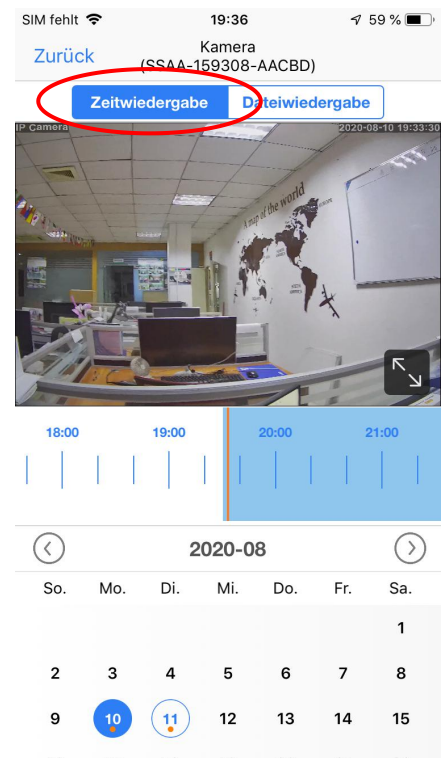 SIM fehlt 19:36 59 %
Zurück
Kamera
(SSAA-159308-AACBD)
Zeitwiedergabe Dateiwiedergabe
IP Camera 2020-08-10 19:33:30
A map of the world
18:00 19:00 20:00 21:00
2020-08
So. Mo. Di. Mi. Do. Fr. Sa.
1
2 3 4 5 6 7 8
9 10 11 12 13 14 15